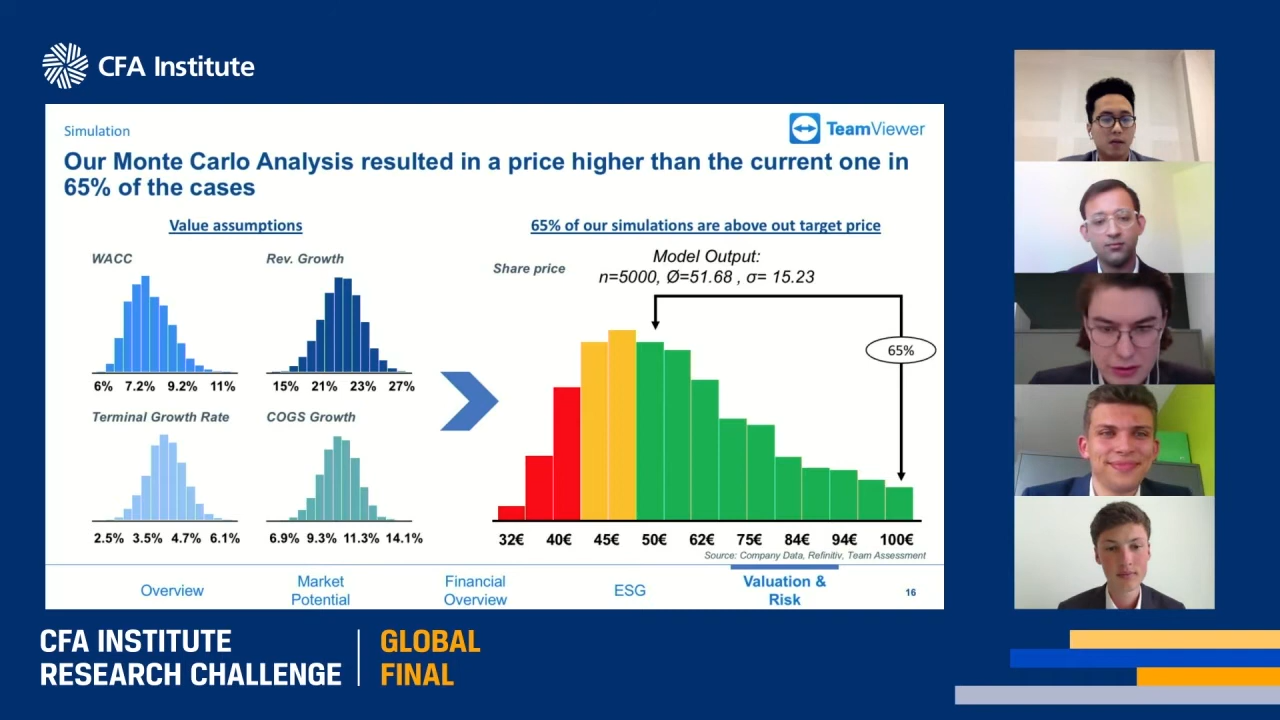 CFA Institute
Simulation
TeamViewer
Our Monte Carlo Analysis resulted in a price higher than the current one in
65% of the cases
Value assumptions
65% of our simulations are above out target price
WACC
Rev. Growth
6% 7.2% 9.2% 11%
15% 21% 23% 27%
Terminal Growth Rate
COGS Growth
2.5% 3.5% 4.7% 6.1%
6.9% 9.3% 11.3% 14.1%
Share price
Model Output:
n=5000, Ø=51.68 , σ= 15.23
65%
32€ 40€ 45€ 50€ 62€ 75€ 84€ 94€ 100€
Source: Company Data, Refinitiv, Team Assessment
Overview
Market
Potential
Financial
Overview
ESG
Valuation &
Risk
16
CFA INSTITUTE
RESEARCH CHALLENGE
GLOBAL
FINAL